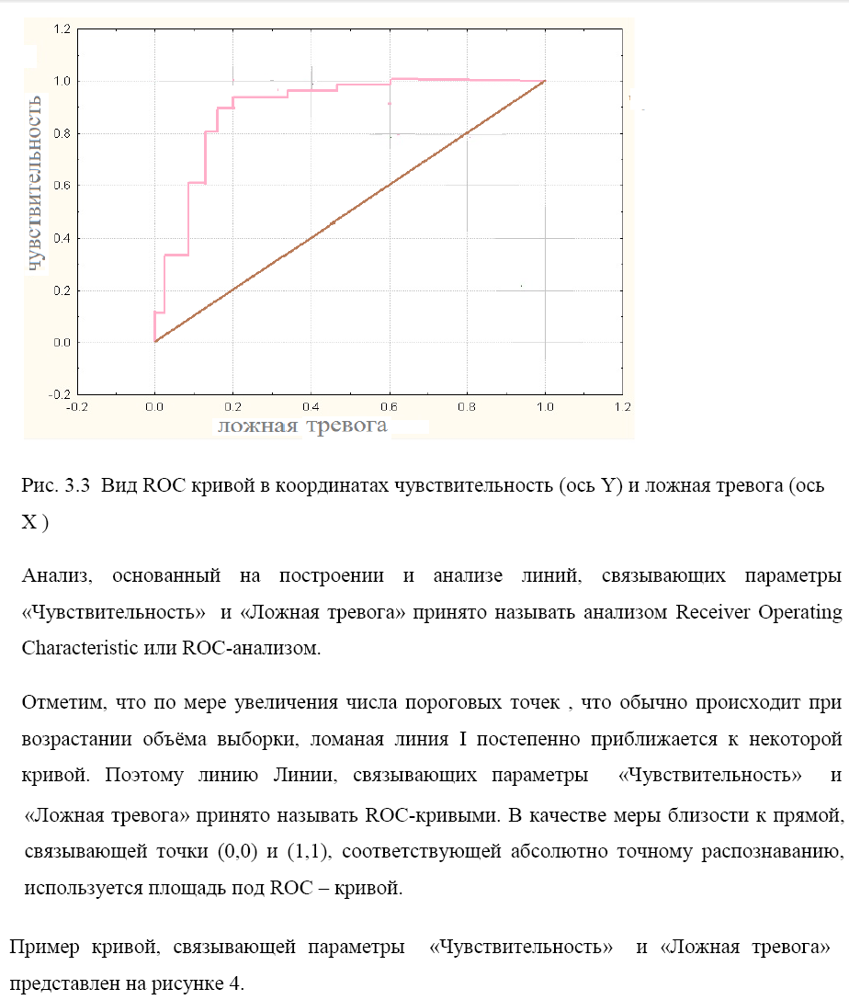 1.2
1.0
0.8
0.6
0.4
0.2
0.0
-0.2
чувствительность
-0.2 0.0 0.2 0.4 0.6 0.8 1.0 1.2
ложная тревога
Рис. 3.3 Вид ROC кривой в координатах чувствительность (ось Y) и ложная тревога (ось
X )
Анализ, основанный на построении и анализе линий, связывающих параметры
«Чувствительность» и «Ложная тревога» принято называть анализом Receiver Operating
Characteristic или ROC-анализом.
Отметим, что по мере увеличения числа пороговых точек , что обычно происходит при
возрастании объёма выборки, ломаная линия I постепенно приближается к некоторой
кривой. Поэтому линию Линии, связывающих параметры «Чувствительность» и
«Ложная тревога» принято называть ROC-кривыми. В качестве меры близости к прямой,
связывающей точки (0,0) и (1,1), соответствующей абсолютно точному распознаванию,
используется площадь под ROC – кривой.
Пример кривой, связывающей параметры «Чувствительность» и «Ложная тревога»
представлен на рисунке 4.